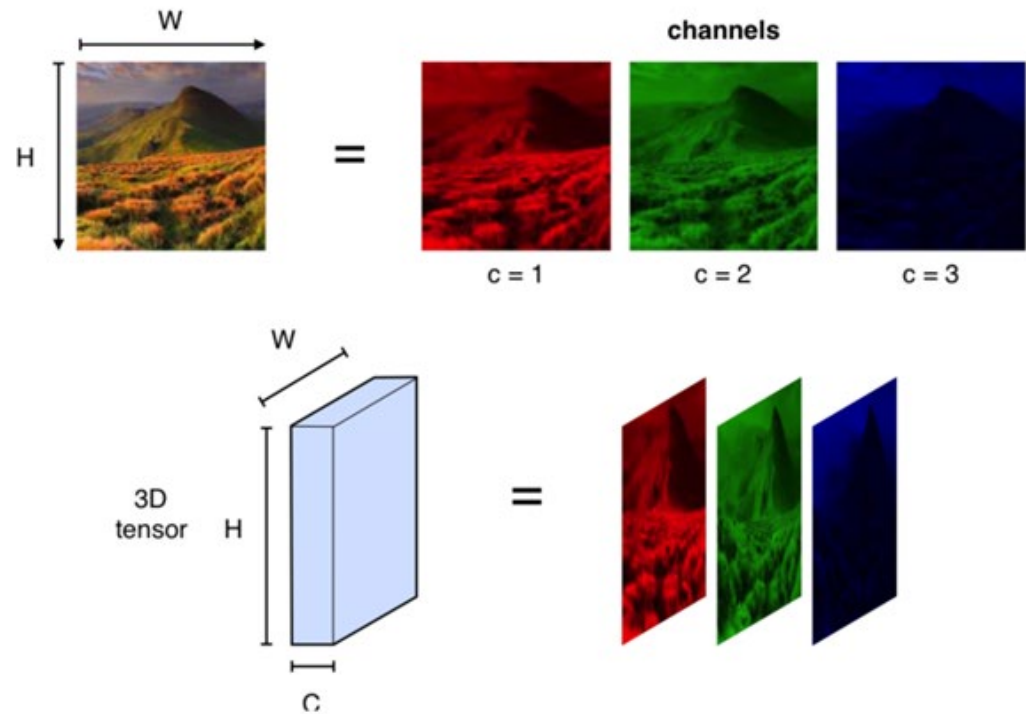 W
channels
H
=
c = 1
c = 2
c = 3
W
3D
tensor
H
=
C